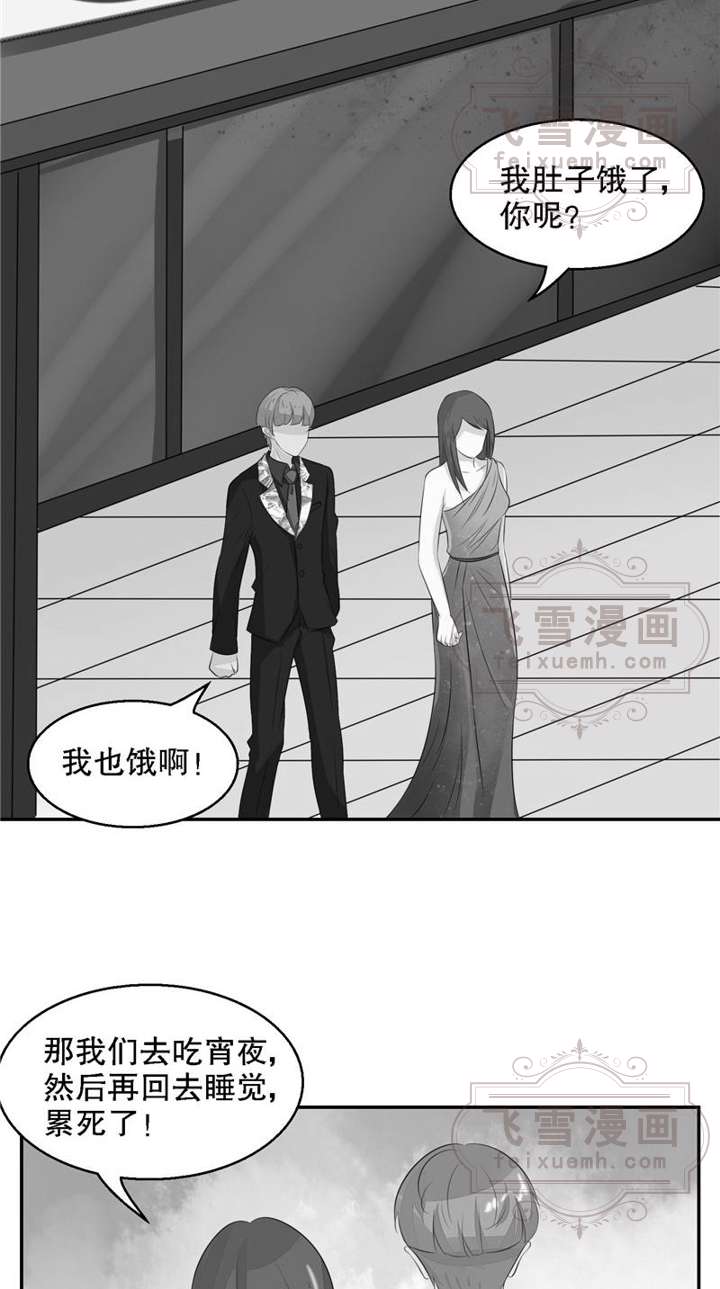 飞雪漫画
feixuemh.com
我肚子饿了，
你呢？
飞雪漫画
feixuemh.com
我也饿啊！
那我们去吃宵夜，
然后再回去睡觉，
累死了！
飞雪漫画
feixuemh.com